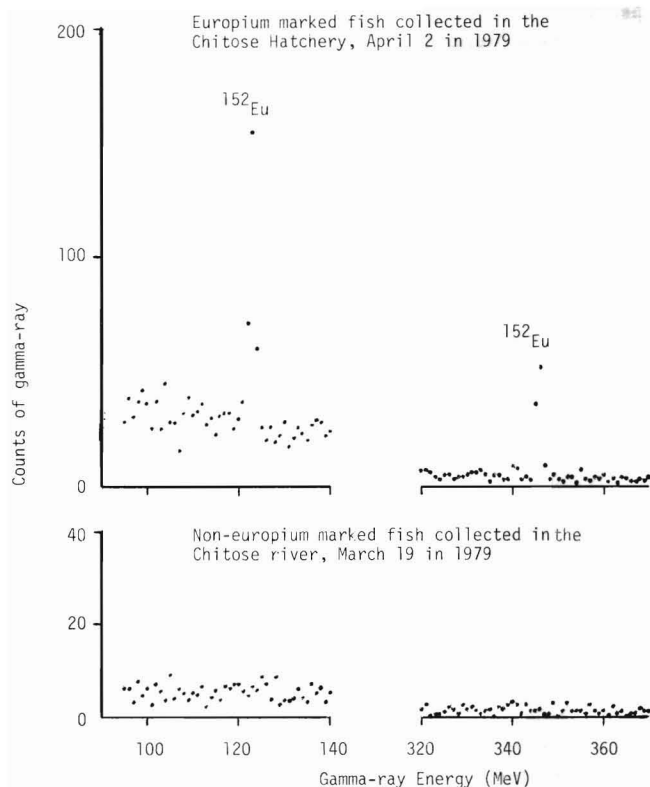 Europium marked fish collected in the
Chitose Hatchery, April 2 in 1979
200
152Eu
100
152Eu
Counts of gamma-ray
0
Non-europium marked fish collected in the
Chitose river, March 19 in 1979
40
20
0
100 120 140 320 340 360
Gamma-ray Energy (MeV)